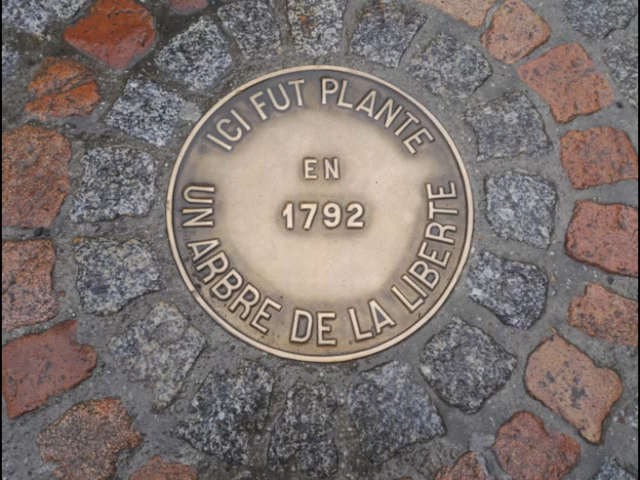 ICI FUT PLANTE
EN
1792
UN ARBRE DE LA LIBERTE